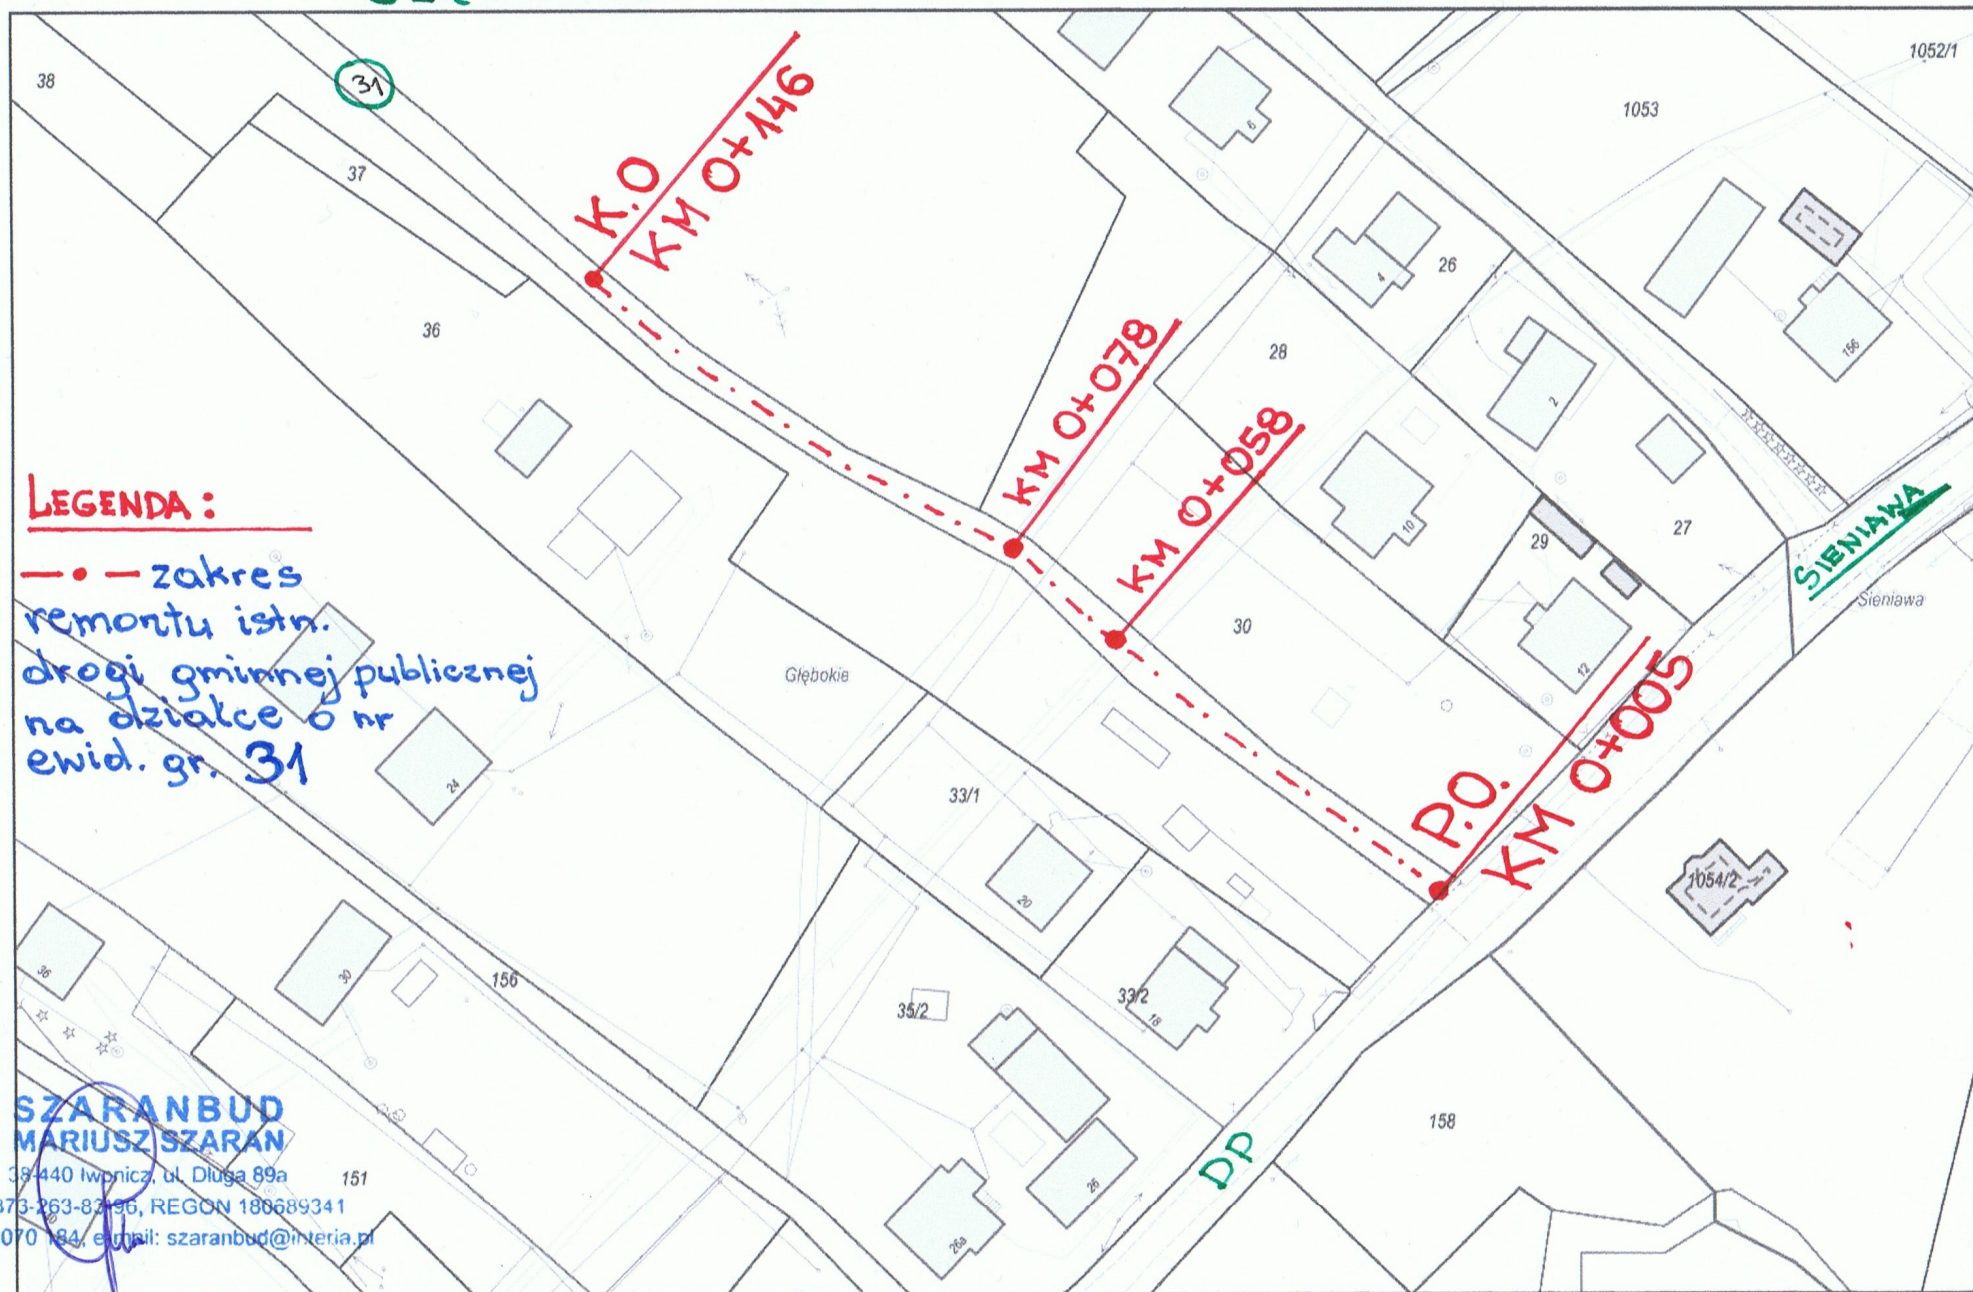 38
31
1052/1
1053
37
K.O
KM 0+146
6
36
4
26
KM 0+078
28
2
156
KM 0+058
LEGENDA:
zakres
remontu istn.
drogi gminnej publicznej
na działce o nr
ewid. gr. 31
10
29
27
SIENIAWA
Sieniawa
30
12
Głębokie
P.O.
KM 0+005
24
33/1
20
1054/2
36
30
156
35/2
33/2
18
158
DP
26
26a
151
SZARANBUD
MARIUSZ SZARAN
38-440 Iwonicz, ul. Długa 89a
REGON 180689341
e-mail: szaranbud@interia.pl